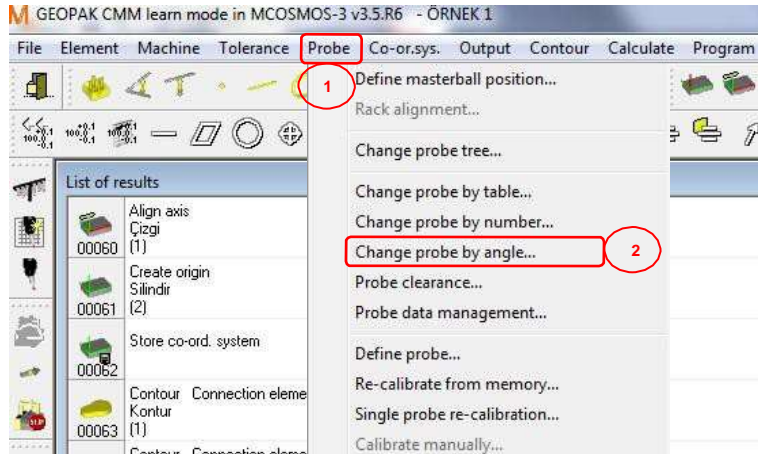 GEOPAK CMM learn mode in MCOSMOS-3 v3.5.R6 - ÖRNEK 1
File Element Machine Tolerance Probe Co-or.sys. Output Contour Calculate Program
1
Define masterball position...
Rack alignment...
Change probe tree...
Change probe by table...
Change probe by number...
Change probe by angle...
2
Probe clearance...
Probe data management...
Define probe...
Re-calibrate from memory...
Single probe re-calibration...
Calibrate manually...
List of results
Align axis
Çizgi
00060 (1)
Create origin
Silindir
00061 (2)
Store co-ord. system
00062
Contour Connection eleme
Kontur
00063 (1)
Contour Connection eleme